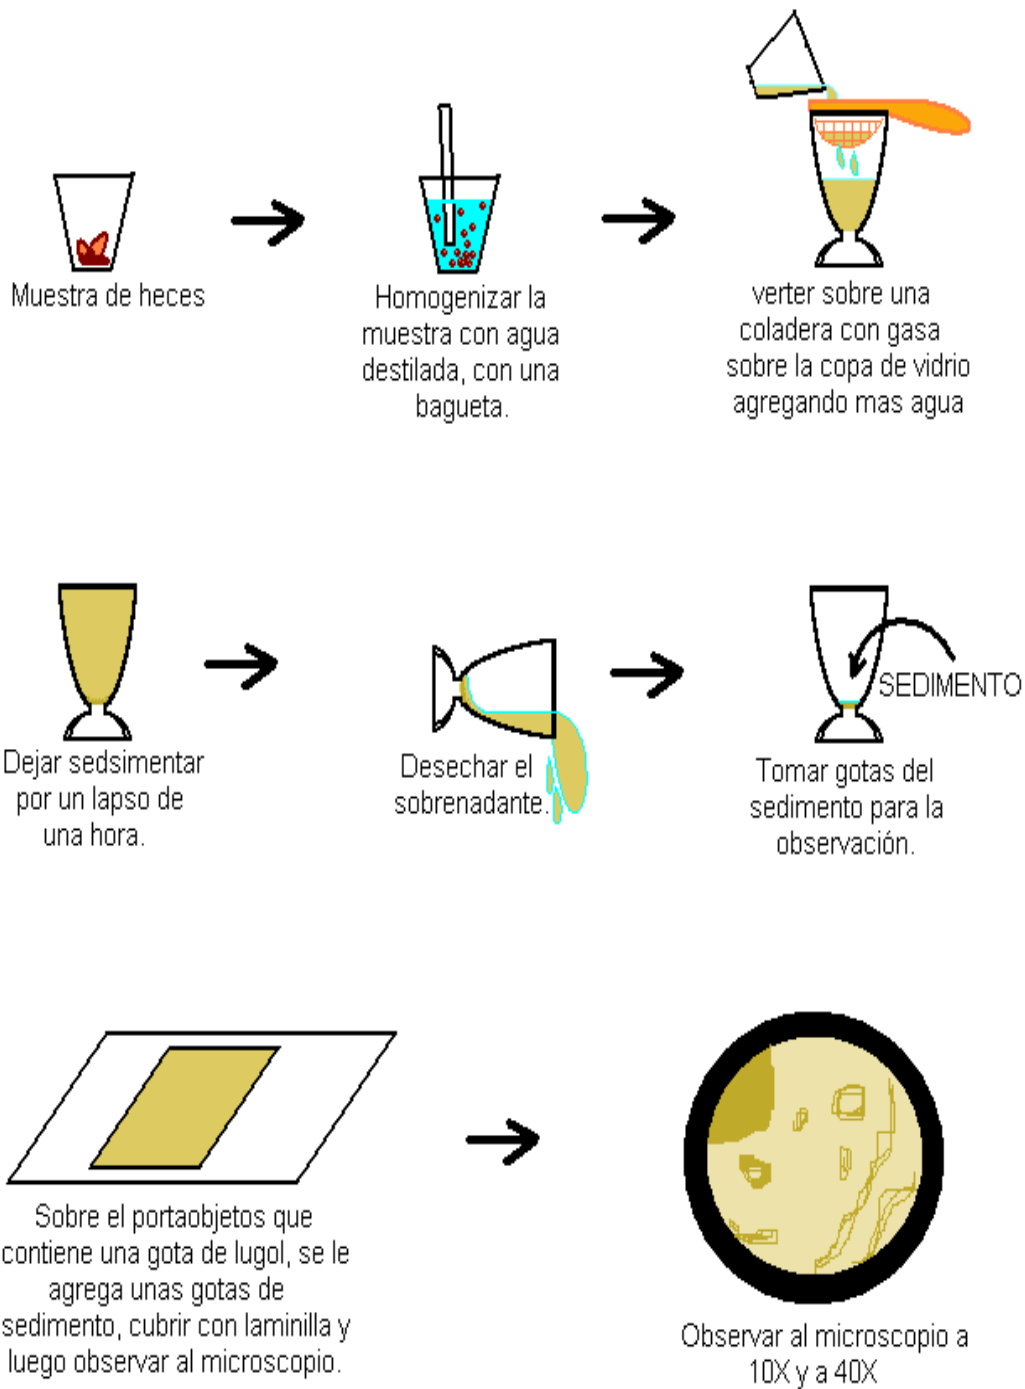 Muestra de heces
Homogenizar la
muestra con agua
destilada, con una
bagueta.
verter sobre una
coladera con gasa
sobre la copa de vidrio
agregando mas agua
Dejar sedsimentar
por un lapso de
una hora.
Desechar el
sobrenadante.
SEDIMENTO
Tomar gotas del
sedimento para la
observación.
Sobre el portaobjetos que
contiene una gota de lugol, se le
agrega unas gotas de
sedimento, cubrir con laminilla y
luego observar al microscopio.
Observar al microscopio a
10X y a 40X